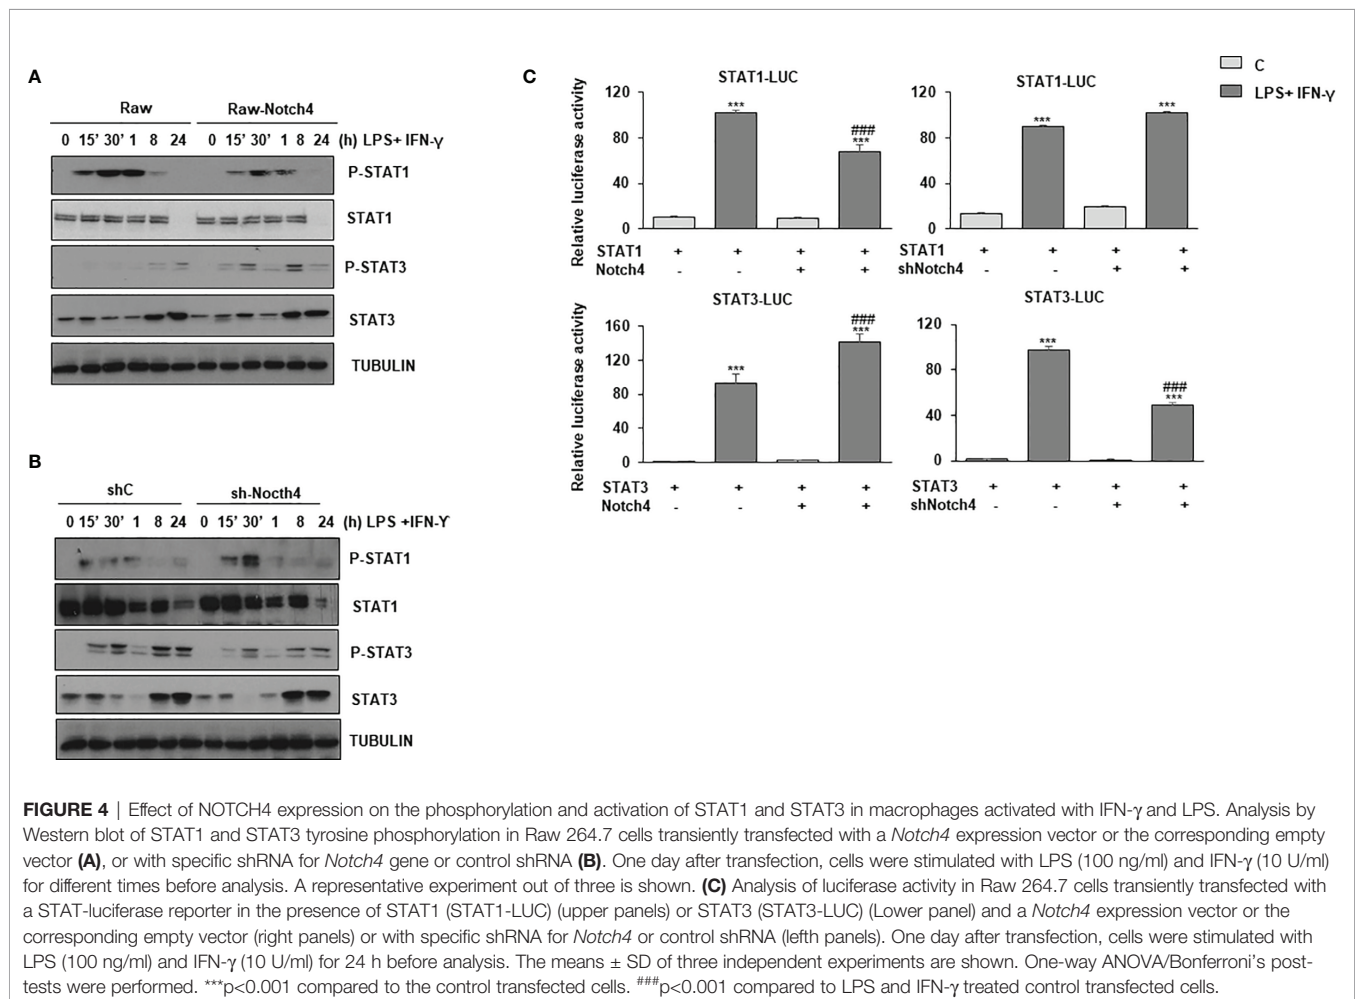 A
Raw Raw-Notch4
0 15' 30' 1 8 24 0 15' 30' 1 8 24 (h) LPS+ IFN-γ
P-STAT1
STAT1
P-STAT3
STAT3
TUBULIN
B
shC sh-Nocth4
0 15' 30' 1 8 24 0 15' 30' 1 8 24 (h) LPS +IFN-Y
P-STAT1
STAT1
P-STAT3
STAT3
TUBULIN
C
C
LPS+ IFN-γ
STAT1-LUC
Relative luciferase activity
120
80
40
0
***
###
***
STAT1 + + + +
Notch4 - - + +
STAT1-LUC
120
80
40
0
***
***
STAT1 + + + +
shNotch4 - - + +
STAT3-LUC
Relative luciferase activity
160
120
80
40
0
***
###
***
STAT3 + + + +
Notch4 - - + +
STAT3-LUC
120
80
40
0
***
###
***
STAT3 + + + +
shNotch4 - - + +
FIGURE 4 | Effect of NOTCH4 expression on the phosphorylation and activation of STAT1 and STAT3 in macrophages activated with IFN-γ and LPS. Analysis by
Western blot of STAT1 and STAT3 tyrosine phosphorylation in Raw 264.7 cells transiently transfected with a Notch4 expression vector or the corresponding empty
vector (A), or with specific shRNA for Notch4 gene or control shRNA (B). One day after transfection, cells were stimulated with LPS (100 ng/ml) and IFN-γ (10 U/ml)
for different times before analysis. A representative experiment out of three is shown. (C) Analysis of luciferase activity in Raw 264.7 cells transiently transfected with
a STAT-luciferase reporter in the presence of STAT1 (STAT1-LUC) (upper panels) or STAT3 (STAT3-LUC) (Lower panel) and a Notch4 expression vector or the
corresponding empty vector (right panels) or with specific shRNA for Notch4 or control shRNA (lefth panels). One day after transfection, cells were stimulated with
LPS (100 ng/ml) and IFN-γ (10 U/ml) for 24 h before analysis. The means ± SD of three independent experiments are shown. One-way ANOVA/Bonferroni's post-
tests were performed. ***p<0.001 compared to the control transfected cells. ###p<0.001 compared to LPS and IFN-γ treated control transfected cells.